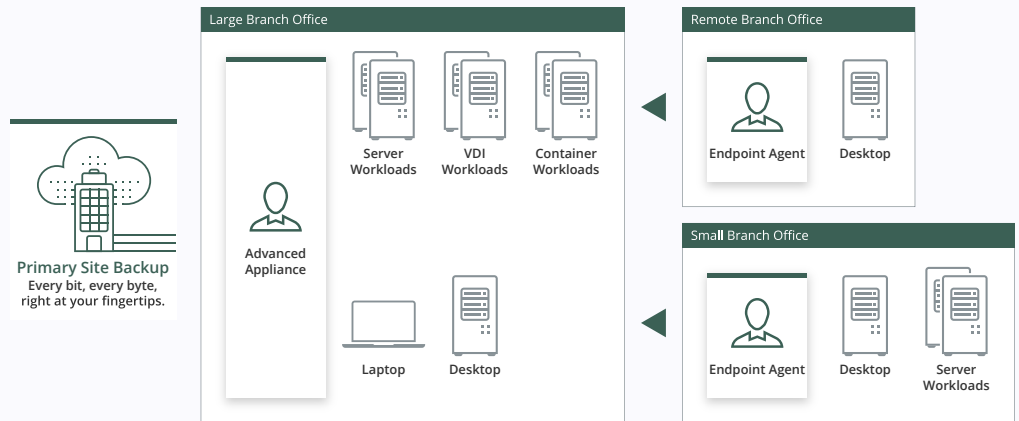 Primary Site Backup
Every bit, every byte,
right at your fingertips.
Large Branch Office
Advanced
Appliance
Server
Workloads
VDI
Workloads
Container
Workloads
Laptop
Desktop
Remote Branch Office
Endpoint Agent
Desktop
Small Branch Office
Endpoint Agent
Desktop
Server
Workloads